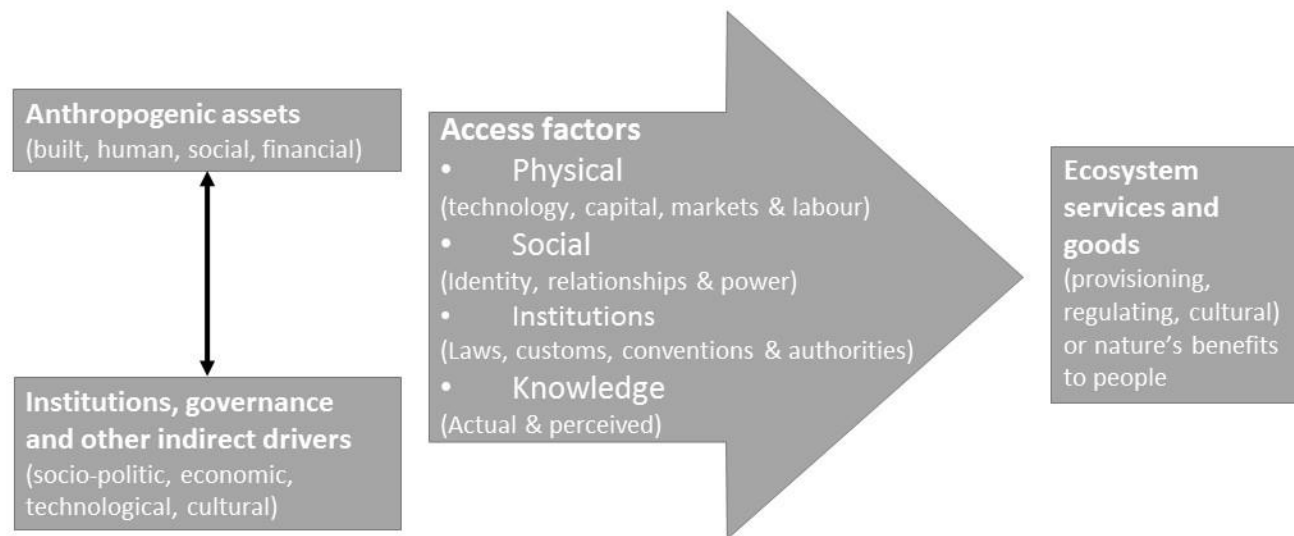 Anthropogenic assets
(built, human, social, financial)
Institutions, governance
and other indirect drivers
(socio-politic, economic,
technological, cultural)
Access factors
• Physical
(technology, capital, markets & labour)
• Social
(Identity, relationships & power)
• Institutions
(Laws, customs, conventions & authorities)
• Knowledge
(Actual & perceived)
Ecosystem
services and
goods
(provisioning,
regulating, cultural)
or nature's benefits
to people